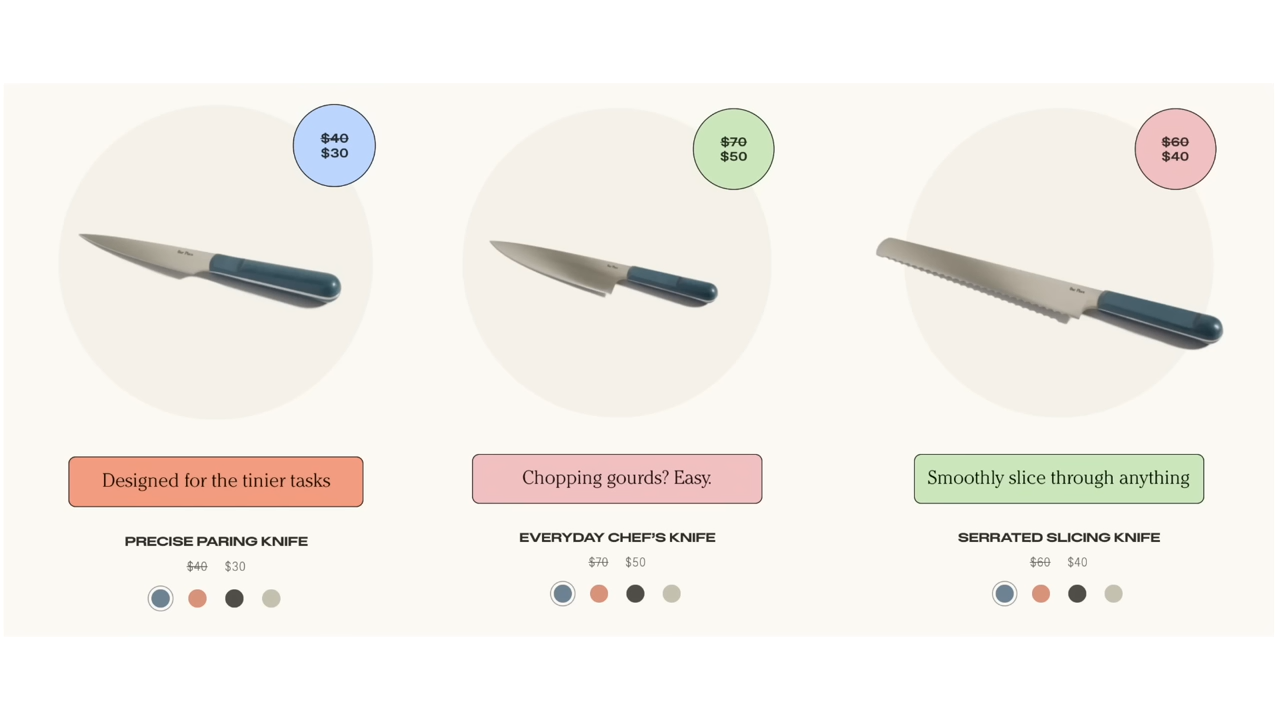 $40
$30
Designed for the tinier tasks
PRECISE PARING KNIFE
$40 $30
$70
$50
Chopping gourds? Easy.
EVERYDAY CHEF'S KNIFE
$70 $50
$60
$40
Smoothly slice through anything
SERRATED SLICING KNIFE
$60 $40